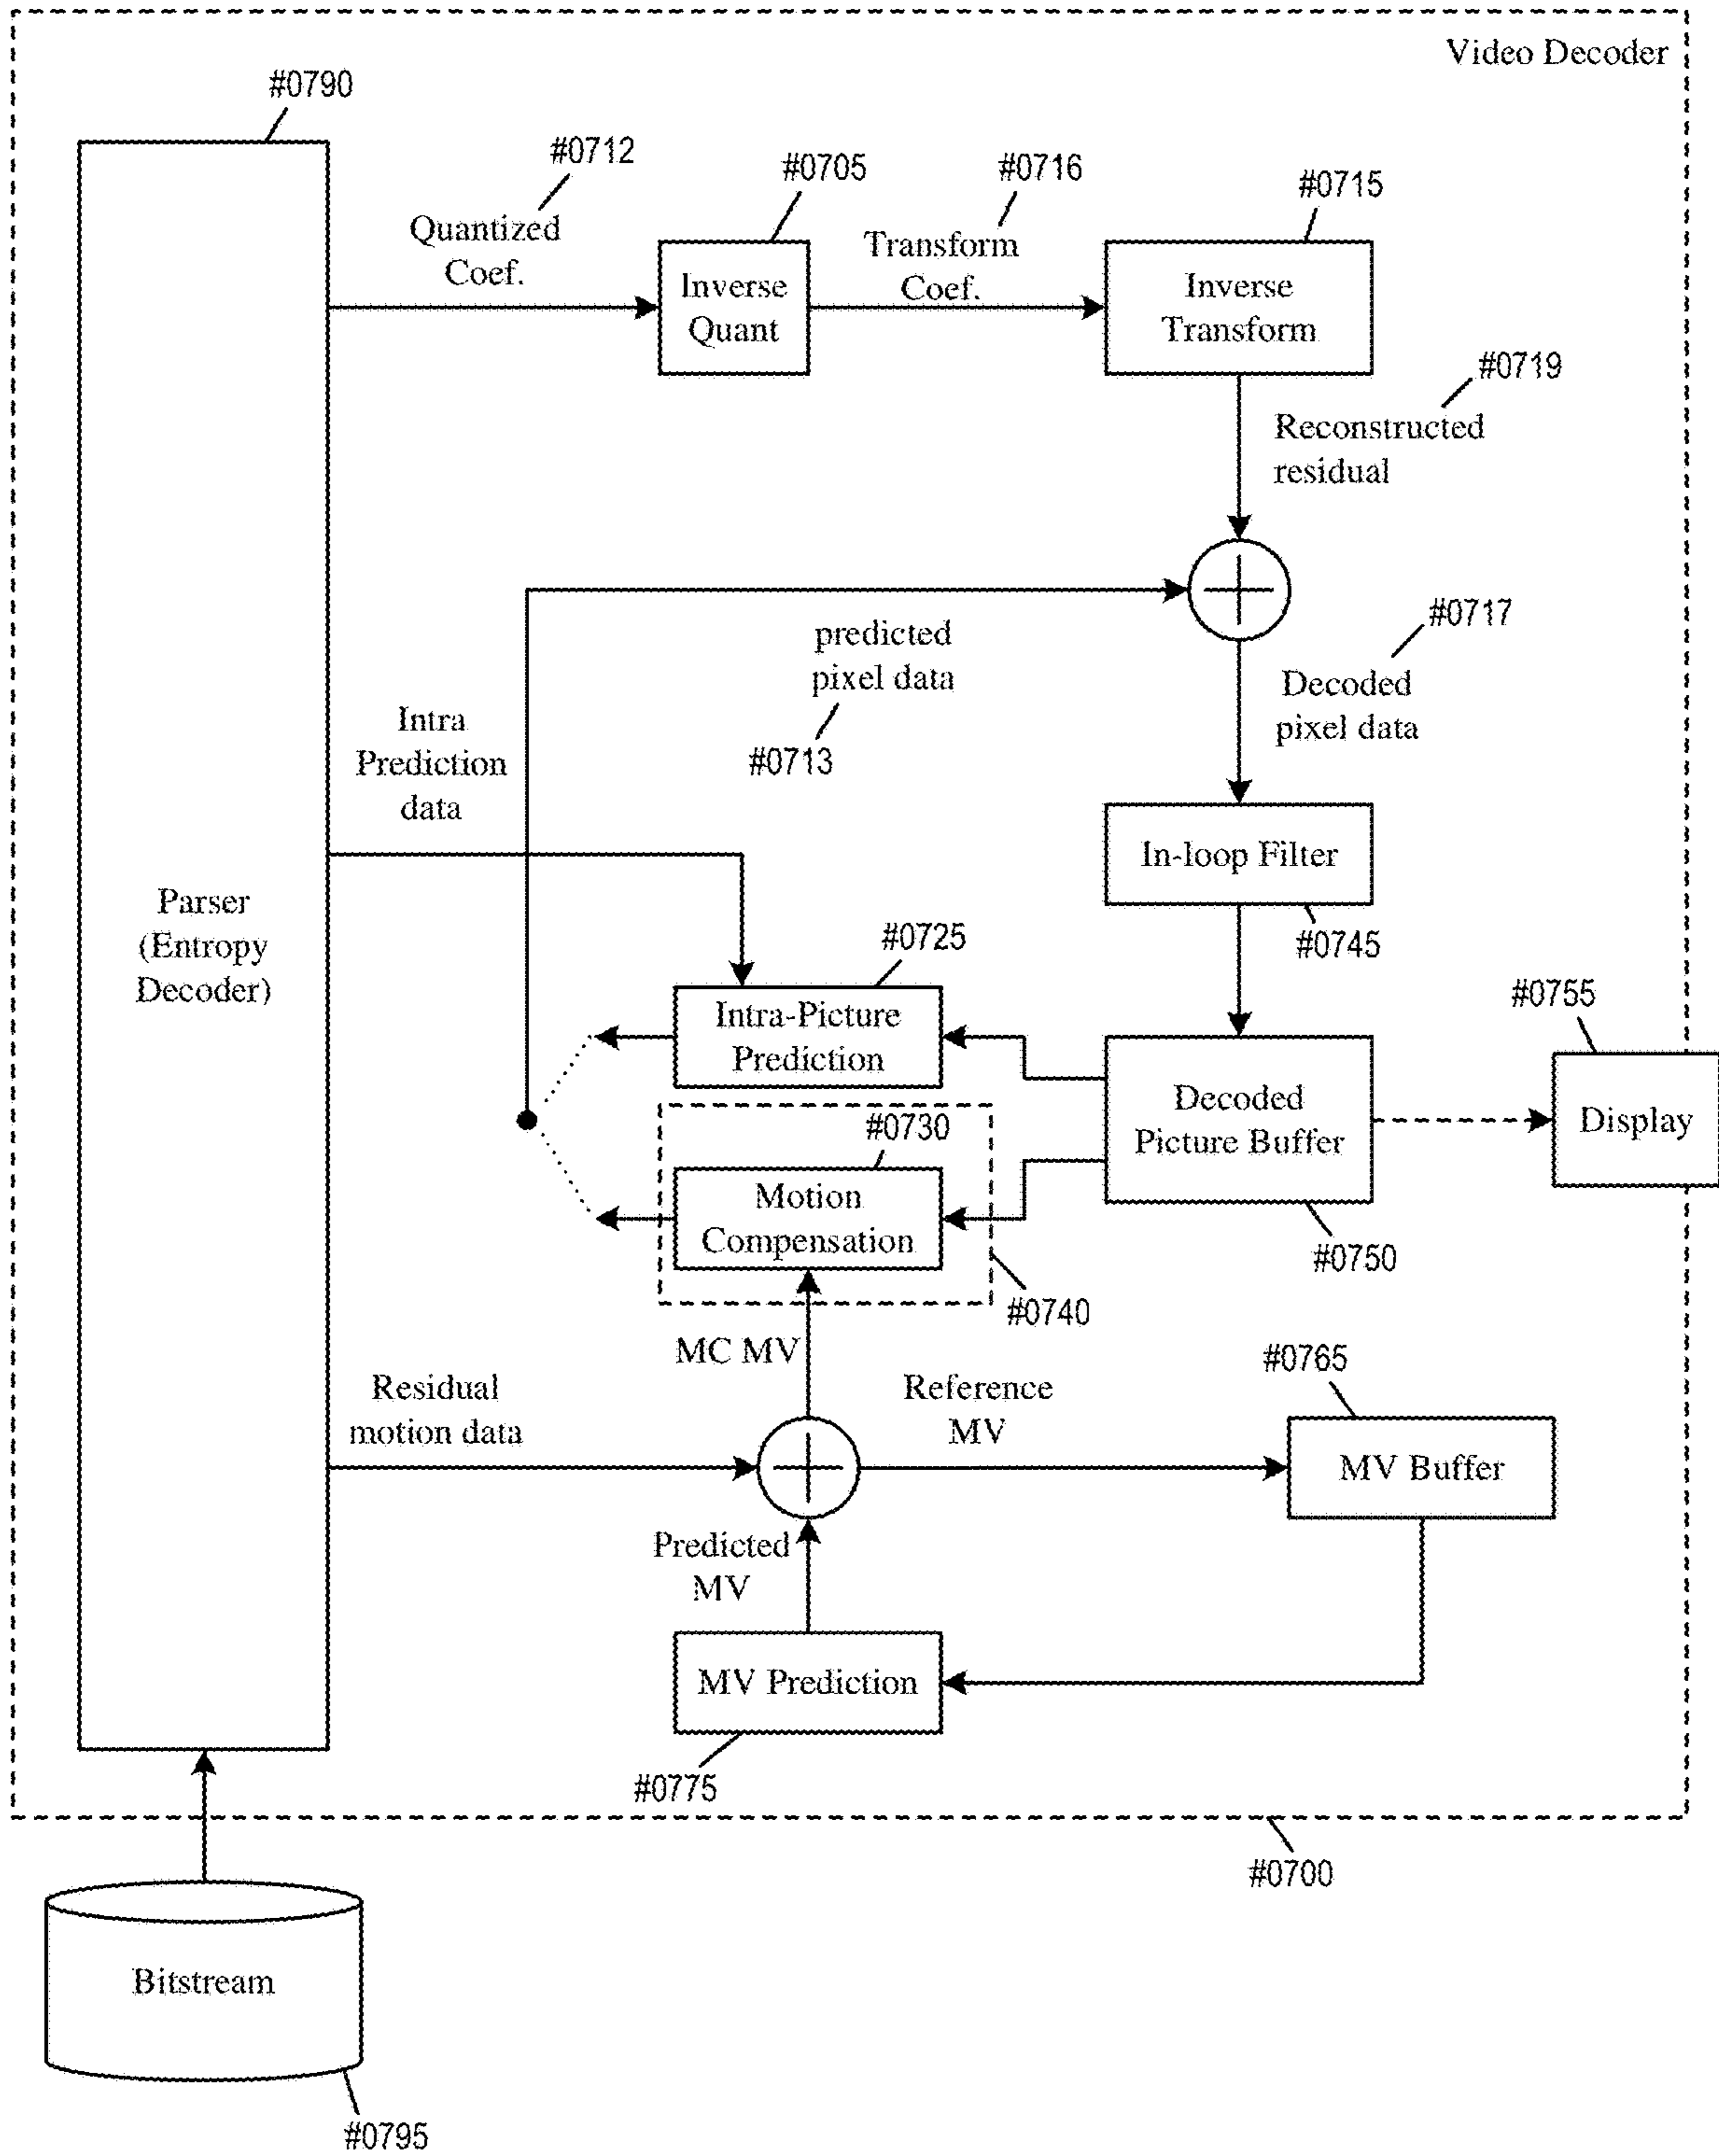 Video Decoder
#0790
#0712
#0705
#0716
#0715
Quantized
Coef.
Inverse
Quant
Transform
Coef.
Inverse
Transform
#0719
Reconstructed
residual
#0717
predicted
pixel data
#0713
Decoded
pixel data
Intra
Prediction
data
In-loop Filter
#0745
Parser
(Entropy
Decoder)
#0725
Intra-Picture
Prediction
#0755
Display
Decoded
Picture Buffer
#0750
#0730
Motion
Compensation
#0740
MC MV
#0765
Residual
motion data
Reference
MV
MV Buffer
Predicted
MV
MV Prediction
#0775
#0700
Bitstream
#0795